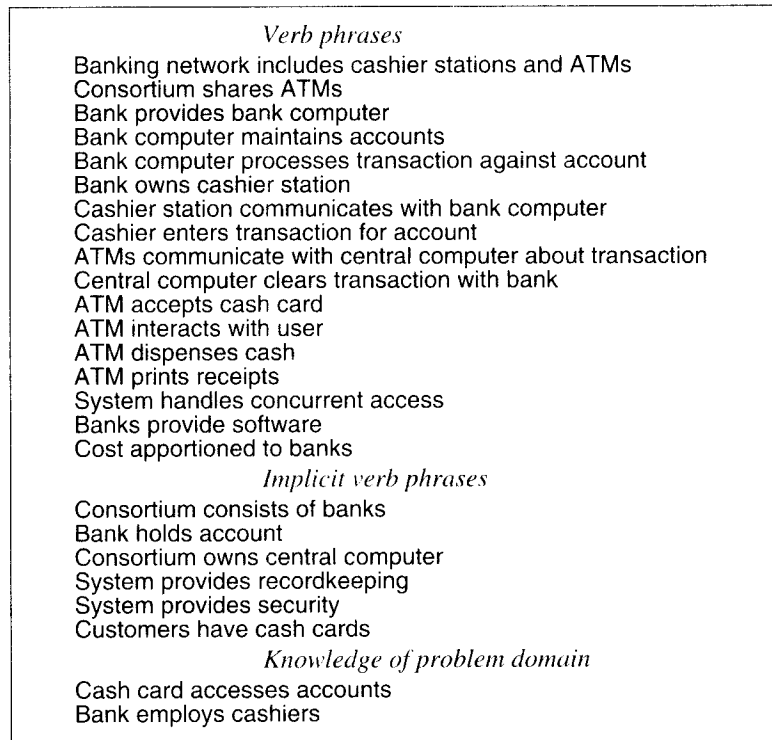 Verb phrases
Banking network includes cashier stations and ATMs
Consortium shares ATMs
Bank provides bank computer
Bank computer maintains accounts
Bank computer processes transaction against account
Bank owns cashier station
Cashier station communicates with bank computer
Cashier enters transaction for account
ATMs communicate with central computer about transaction
Central computer clears transaction with bank
ATM accepts cash card
ATM interacts with user
ATM dispenses cash
ATM prints receipts
System handles concurrent access
Banks provide software
Cost apportioned to banks
Implicit verb phrases
Consortium consists of banks
Bank holds account
Consortium owns central computer
System provides recordkeeping
System provides security
Customers have cash cards
Knowledge of problem domain
Cash card accesses accounts
Bank employs cashiers